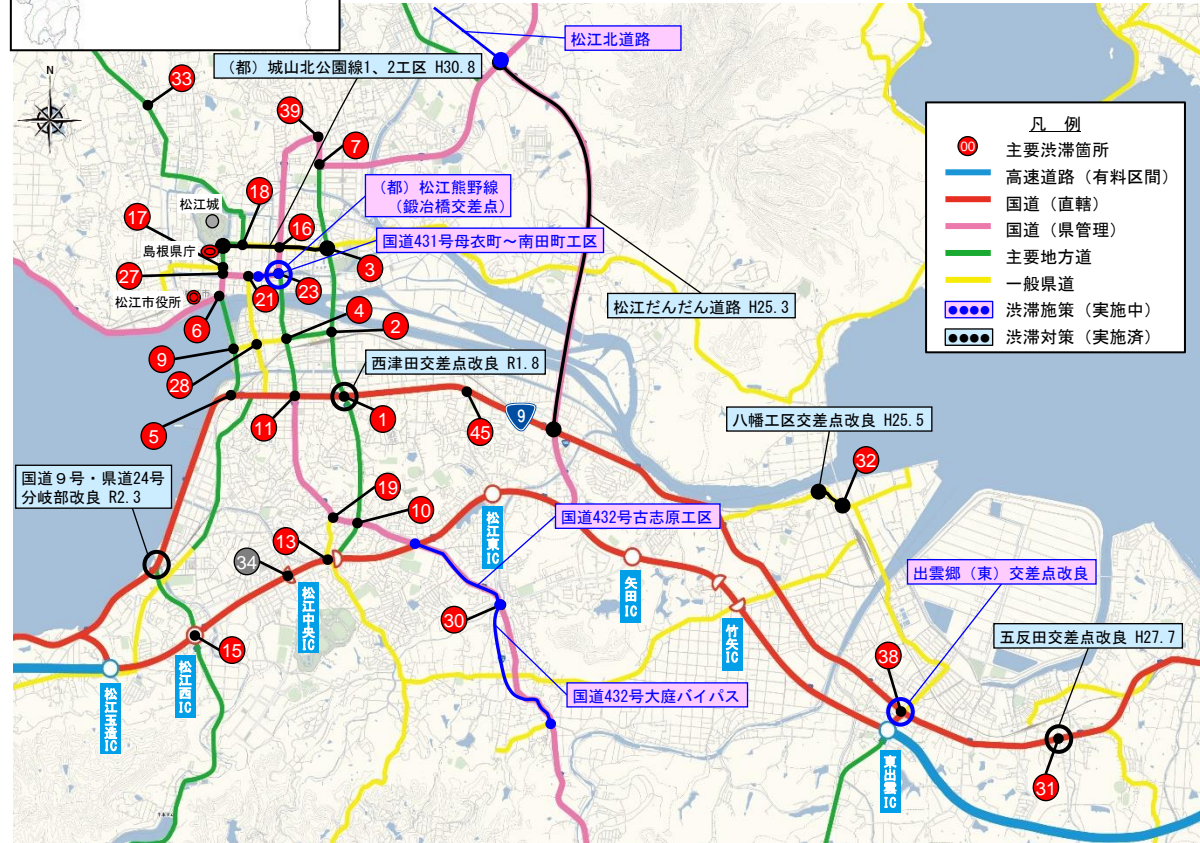 松江北道路
（都）城山北公園線1、2工区 H30.8
33
N
39
7
凡　例
00 主要渋滞箇所
高速道路（有料区間）
国道（直轄）
国道（県管理）
主要地方道
一般県道
渋滞施策（実施中）
渋滞対策（実施済）
（都）松江熊野線
（鍛冶橋交差点）
松江城
18
17
16
島根県庁
国道431号母衣町～南田町工区
3
27
21
23
松江市役所
松江だんだん道路 H25.3
6
4
2
9
西津田交差点改良 R1.8
28
1
9
5
11
45
八幡工区交差点改良 H25.5
32
国道９号・県道24号
分岐部改良 R2.3
19
10
松江東IC
国道432号古志原工区
13
34
出雲郷（東）交差点改良
松江中央IC
矢田IC
竹矢IC
30
15
五反田交差点改良 H27.7
38
松江西IC
松江玉造IC
国道432号大庭バイパス
東出雲IC
31